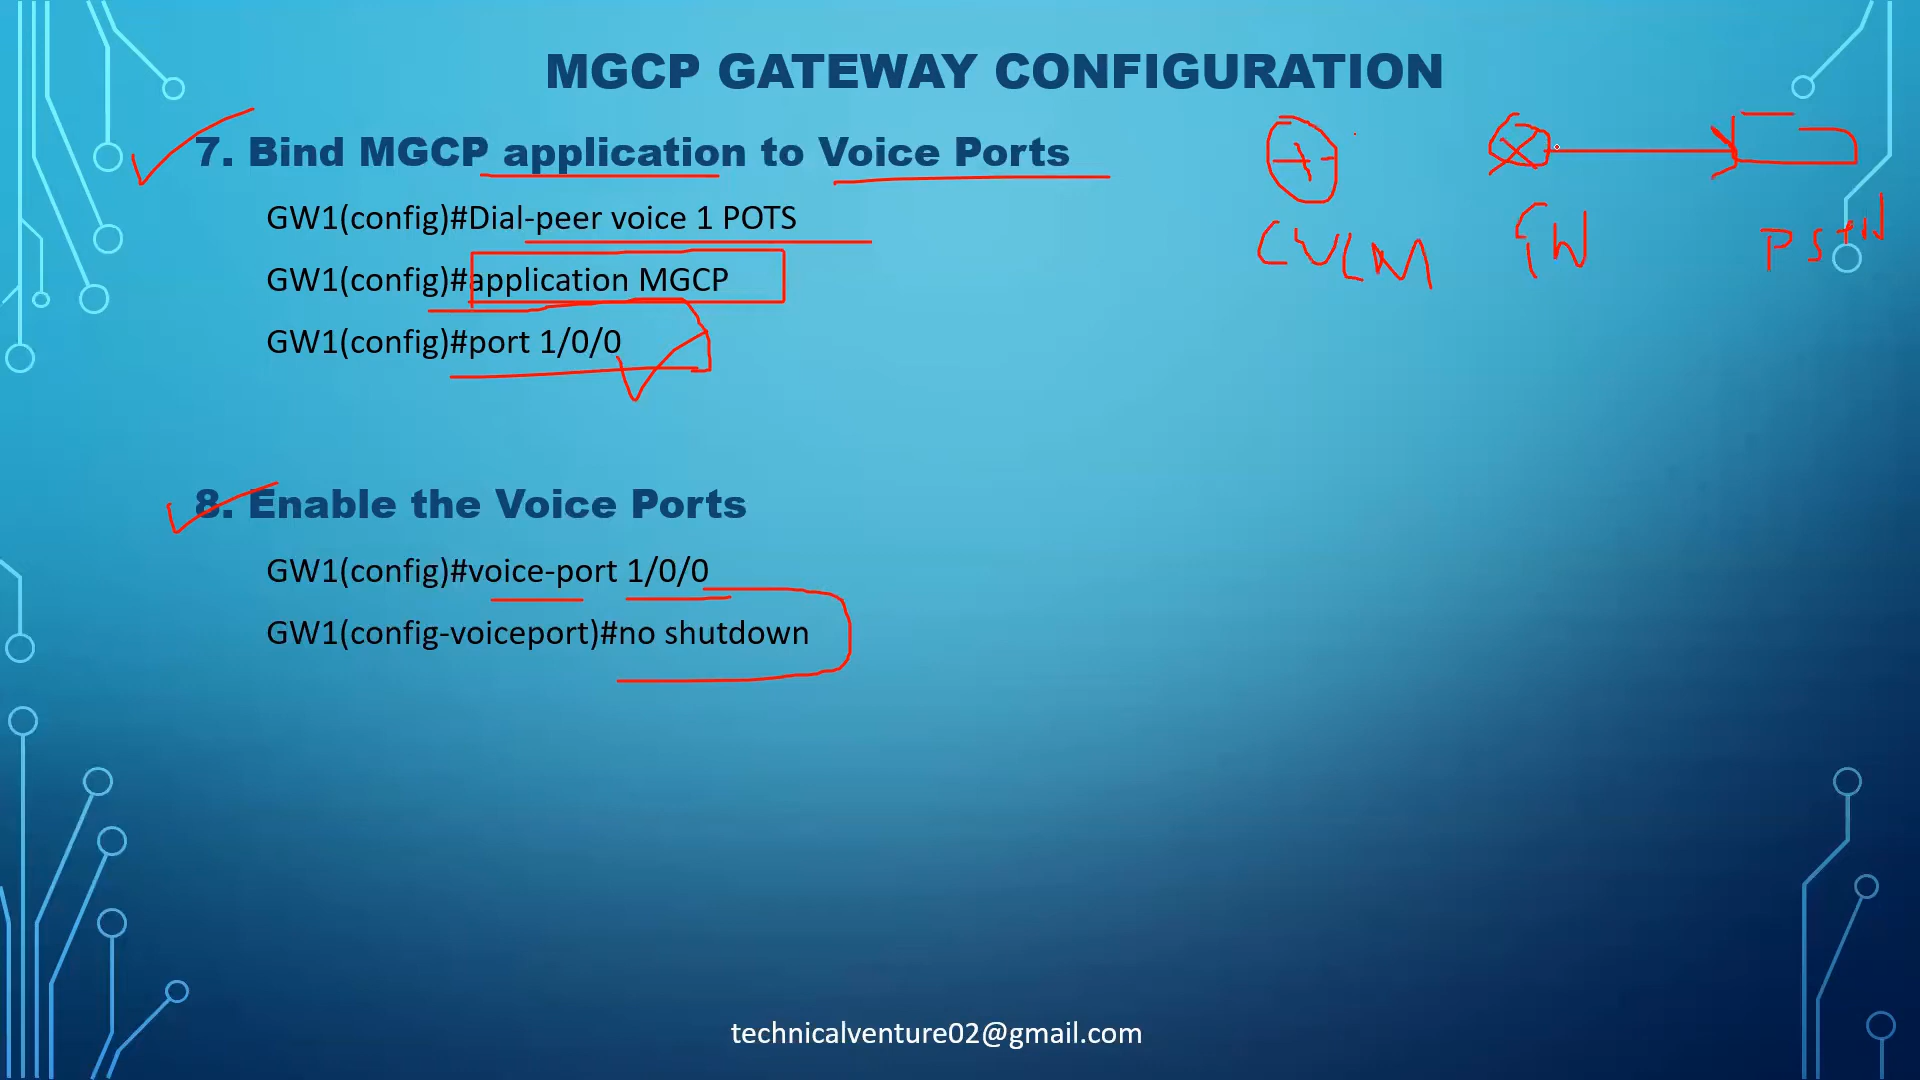 MGCP GATEWAY CONFIGURATION
7. Bind MGCP application to Voice Ports
GW1(config)#Dial-peer voice 1 POTS
GW1(config)#application MGCP
GW1(config)#port 1/0/0
CUCM GW PSTN
8. Enable the Voice Ports
GW1(config)#voice-port 1/0/0
GW1(config-voiceport)#no shutdown
technicalventure02@gmail.com